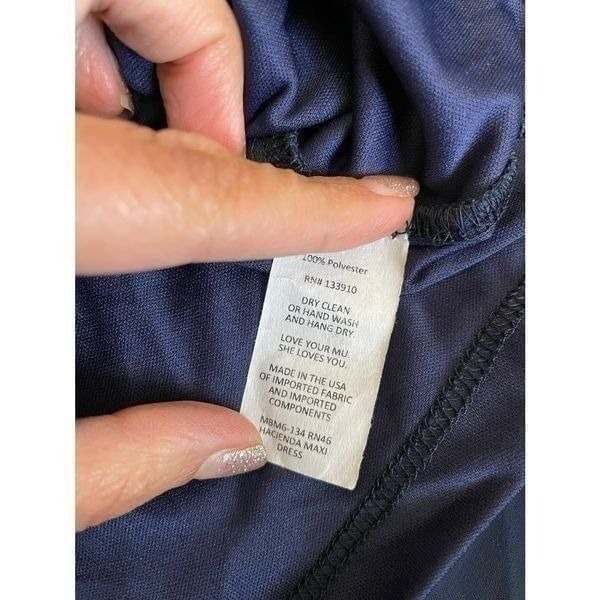 100% Polyester
RN# 133910
DRY CLEAN
OR HAND WASH
AND HANG DRY.
LOVE YOUR MU.
SHE LOVES YOU.
MADE IN THE USA
OF IMPORTED FABRIC
AND IMPORTED
COMPONENTS
MBM6-134 RN46
HACIENDA MAXI
DRESS